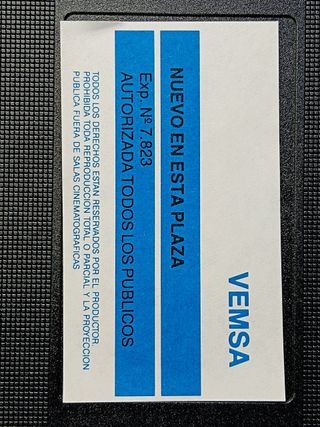 VEMSA
NUEVO EN ESTA PLAZA
Exp. Nº 7.823
AUTORIZADA TODOS LOS PUBLICOS
TODOS LOS DERECHOS ESTAN RESERVADOS POR EL PRODUCTOR.
PROHIBIDA TODA REPRODUCCION TOTAL O PARCIAL Y LA PROYECCION
PUBLICA FUERA DE SALAS CINEMATOGRAFICAS